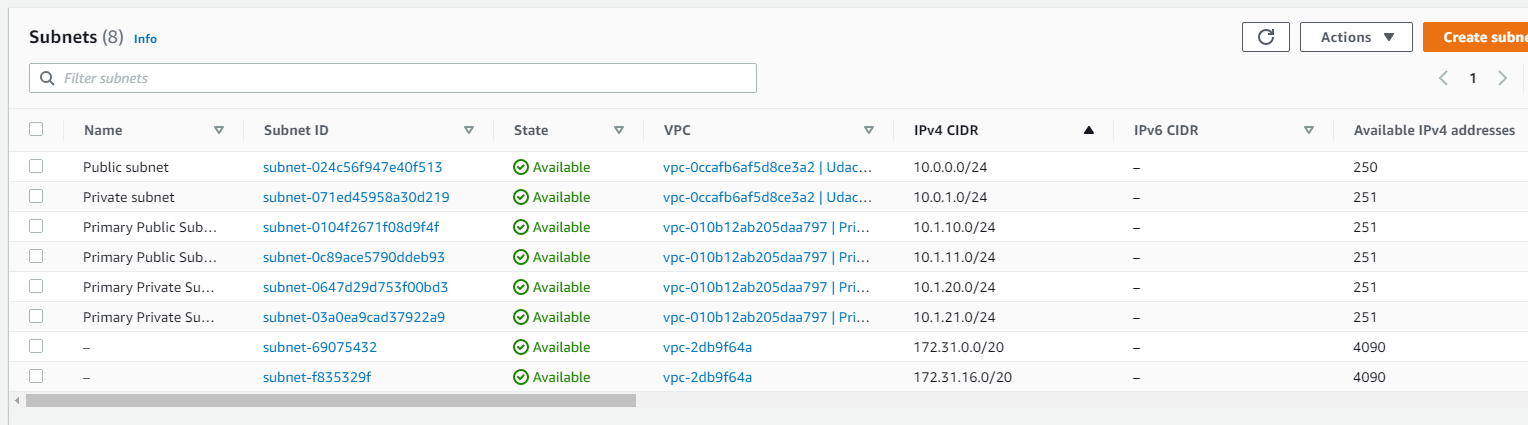 Subnets (8) Info
Actions
Create subne
Filter subnets
1
Name Subnet ID State VPC IPv4 CIDR IPv6 CIDR Available IPv4 addresses
Public subnet subnet-024c56f947e40f513 Available vpc-0ccafb6af5d8ce3a2 | Udac... 10.0.0.0/24 – 250
Private subnet subnet-071ed45958a30d219 Available vpc-0ccafb6af5d8ce3a2 | Udac... 10.0.1.0/24 – 251
Primary Public Sub... subnet-0104f2671f08d9f4f Available vpc-010b12ab205daa797 | Pri... 10.1.10.0/24 – 251
Primary Public Sub... subnet-0c89ace5790ddeb93 Available vpc-010b12ab205daa797 | Pri... 10.1.11.0/24 – 251
Primary Private Su... subnet-0647d29d753f00bd3 Available vpc-010b12ab205daa797 | Pri... 10.1.20.0/24 – 251
Primary Private Su... subnet-03a0ea9cad37922a9 Available vpc-010b12ab205daa797 | Pri... 10.1.21.0/24 – 251
– subnet-69075432 Available vpc-2db9f64a 172.31.0.0/20 – 4090
– subnet-f835329f Available vpc-2db9f64a 172.31.16.0/20 – 4090